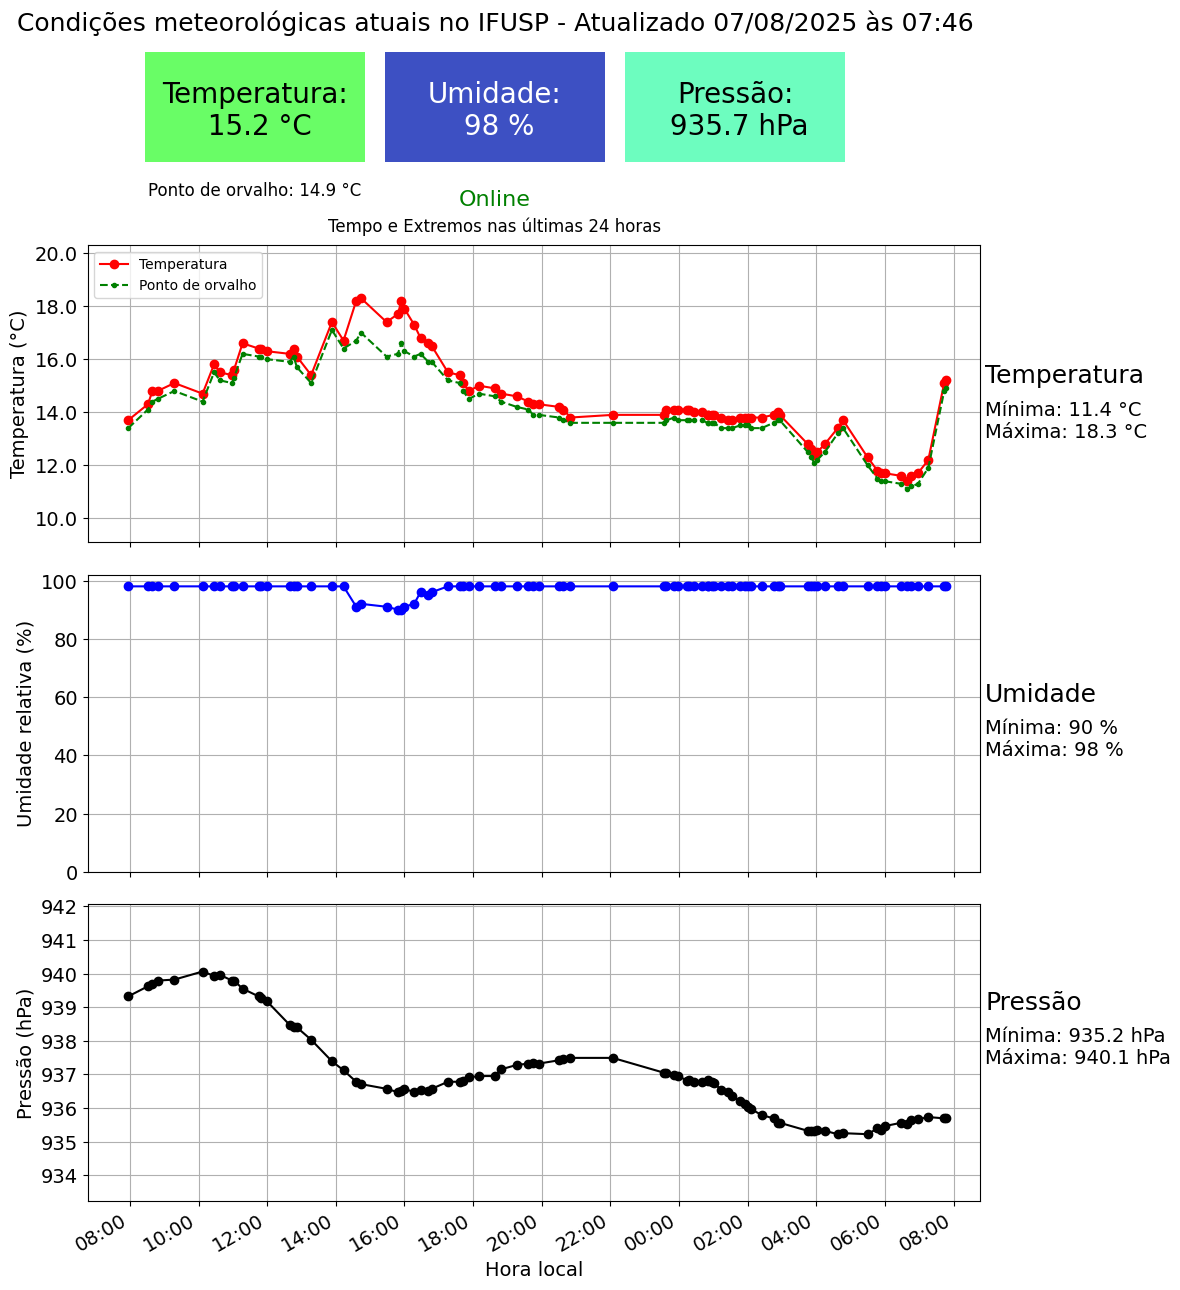 Condições meteorológicas atuais no IFUSP - Atualizado 07/08/2025 às 07:46
Temperatura:
15.2 °C
Umidade:
98 %
Pressão:
935.7 hPa
Ponto de orvalho: 14.9 °C
Online
Tempo e Extremos nas últimas 24 horas
Temperatura (°C)
20.0
18.0
16.0
14.0
12.0
10.0
Temperatura
Ponto de orvalho
Temperatura
Mínima: 11.4 °C
Máxima: 18.3 °C
Umidade relativa (%)
100
80
60
40
20
0
Umidade
Mínima: 90 %
Máxima: 98 %
Pressão (hPa)
942
941
940
939
938
937
936
935
934
Pressão
Mínima: 935.2 hPa
Máxima: 940.1 hPa
08:00
10:00
12:00
14:00
16:00
18:00
20:00
22:00
00:00
02:00
04:00
06:00
08:00
Hora local